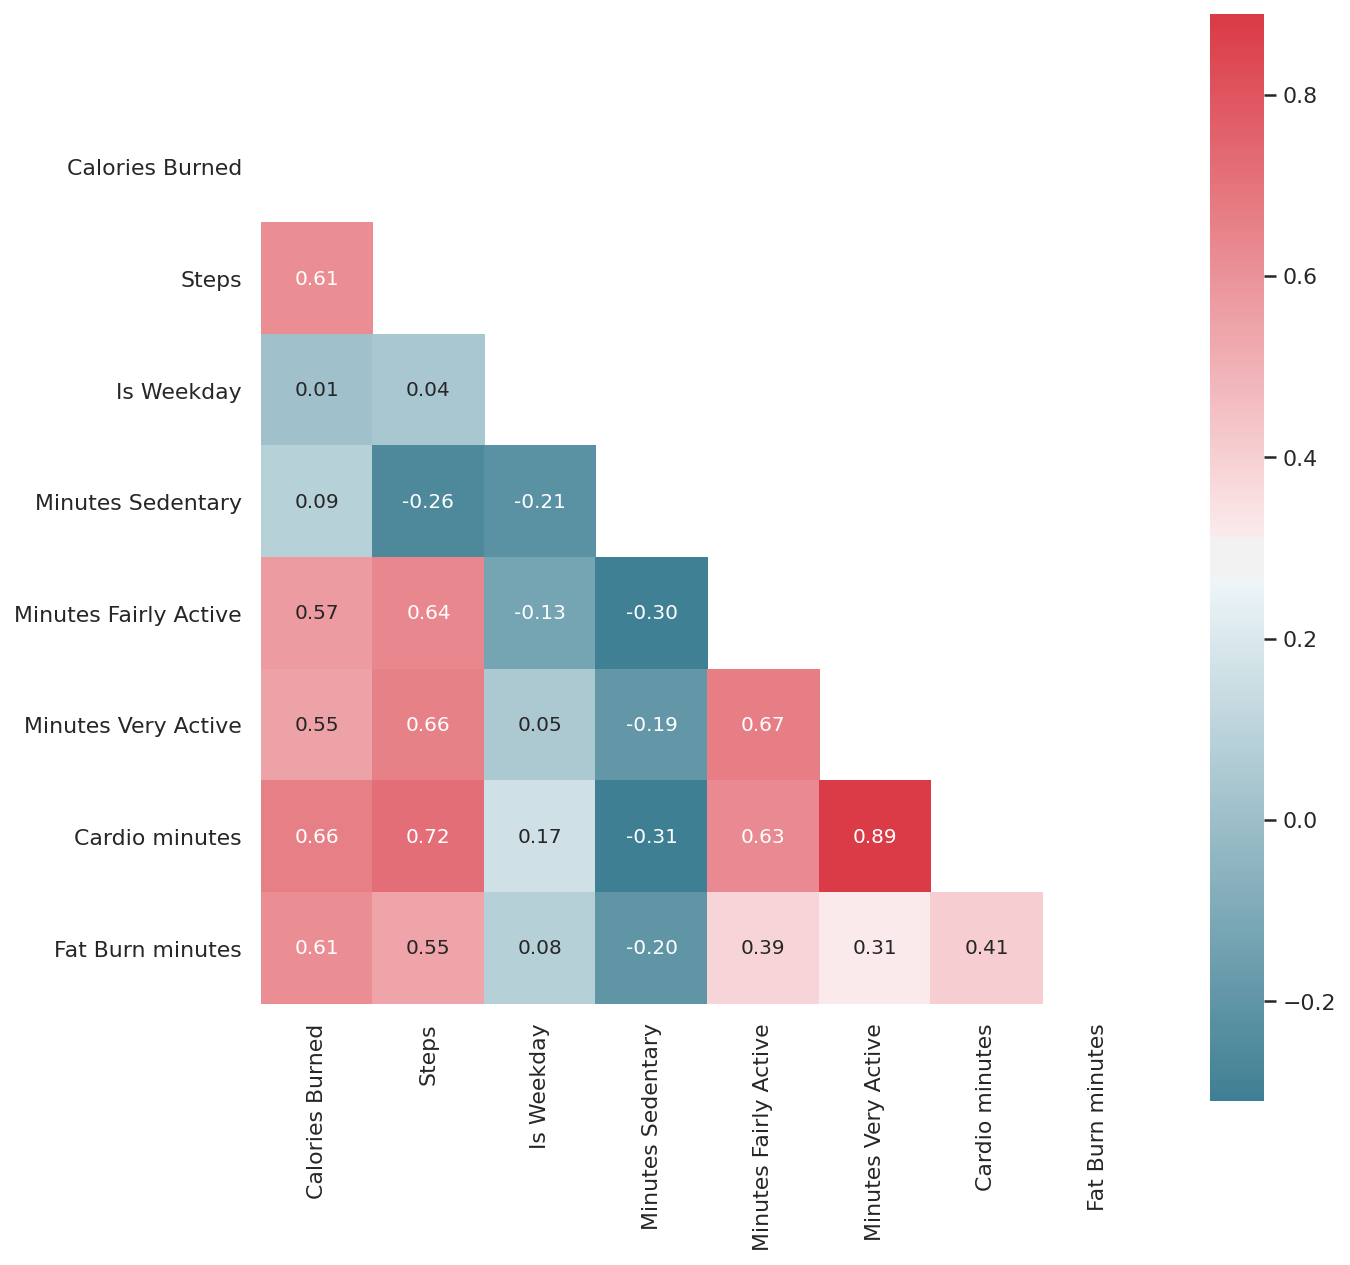 Calories Burned
Steps 0.61
Is Weekday 0.01 0.04
Minutes Sedentary 0.09 -0.26 -0.21
Minutes Fairly Active 0.57 0.64 -0.13 -0.30
Minutes Very Active 0.55 0.66 0.05 -0.19 0.67
Cardio minutes 0.66 0.72 0.17 -0.31 0.63 0.89
Fat Burn minutes 0.61 0.55 0.08 -0.20 0.39 0.31 0.41
Calories Burned
Steps
Is Weekday
Minutes Sedentary
Minutes Fairly Active
Minutes Very Active
Cardio minutes
Fat Burn minutes
0.8
0.6
0.4
0.2
0.0
−0.2